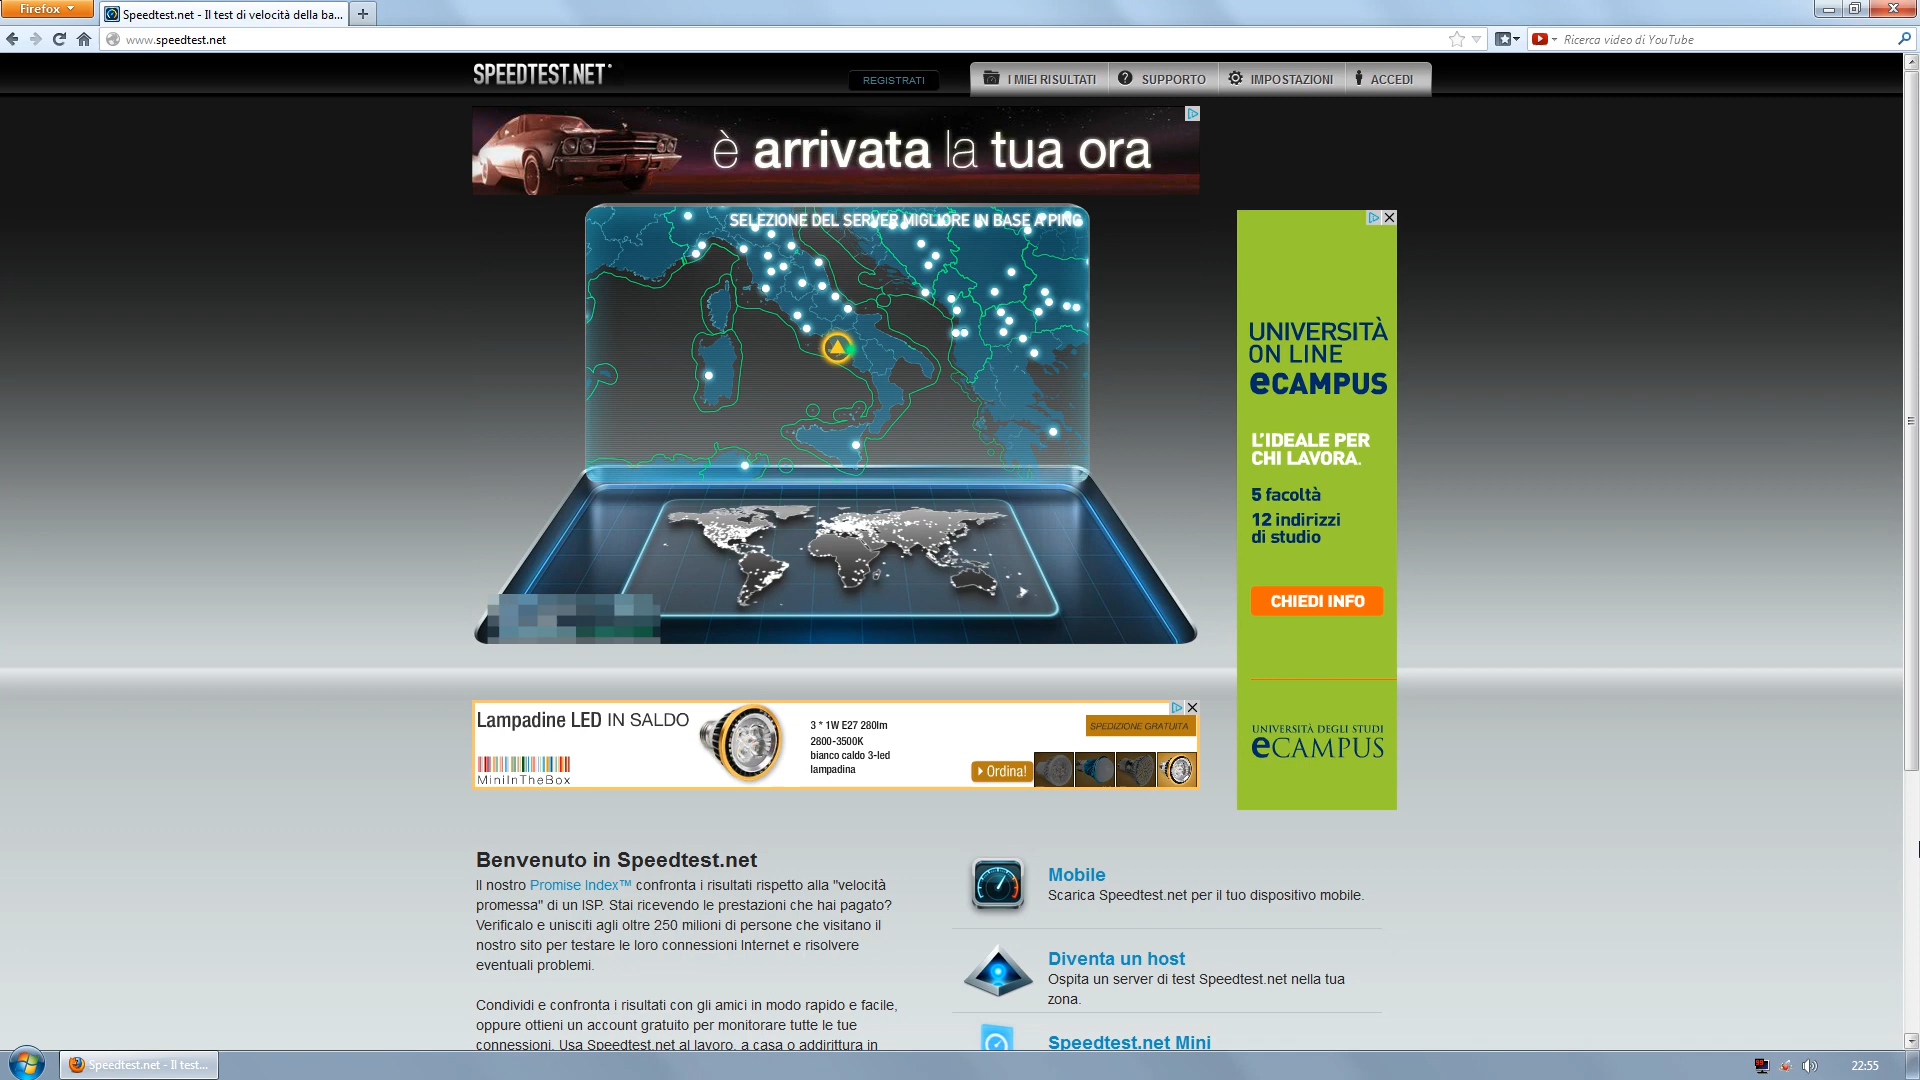 Firefox
Speedtest.net - Il test di velocità della ba...
www.speedtest.net
Ricerca video di YouTube
SPEEDTEST.NET
REGISTRATI
I MIEI RISULTATI
SUPPORTO
IMPOSTAZIONI
ACCEDI
è arrivata la tua ora
SELEZIONE DEL SERVER MIGLIORE IN BASE A PING
UNIVERSITÀ
ON LINE
eCAMPUS
L'IDEALE PER
CHI LAVORA.
5 facoltà
12 indirizzi
di studio
CHIEDI INFO
UNIVERSITÀ DEGLI STUDI
eCAMPUS
Lampadine LED IN SALDO
MiniInTheBox
3 * 1W E27 280lm
2800-3500K
bianco caldo 3-led
lampadina
SPEDIZIONE GRATUITA
Ordina!
Benvenuto in Speedtest.net
Il nostro Promise Index™ confronta i risultati rispetto alla "velocità
promessa" di un ISP. Stai ricevendo le prestazioni che hai pagato?
Verificalo e unisciti agli oltre 250 milioni di persone che visitano il
nostro sito per testare le loro connessioni Internet e risolvere
eventuali problemi.
Condividi e confronta i risultati con gli amici in modo rapido e facile,
oppure ottieni un account gratuito per monitorare tutte le tue
connessioni. Usa Speedtest.net al lavoro, a casa o addirittura in
Mobile
Scarica Speedtest.net per il tuo dispositivo mobile.
Diventa un host
Ospita un server di test Speedtest.net nella tua
zona.
Speedtest.net Mini
Speedtest.net - Il test...
22:55